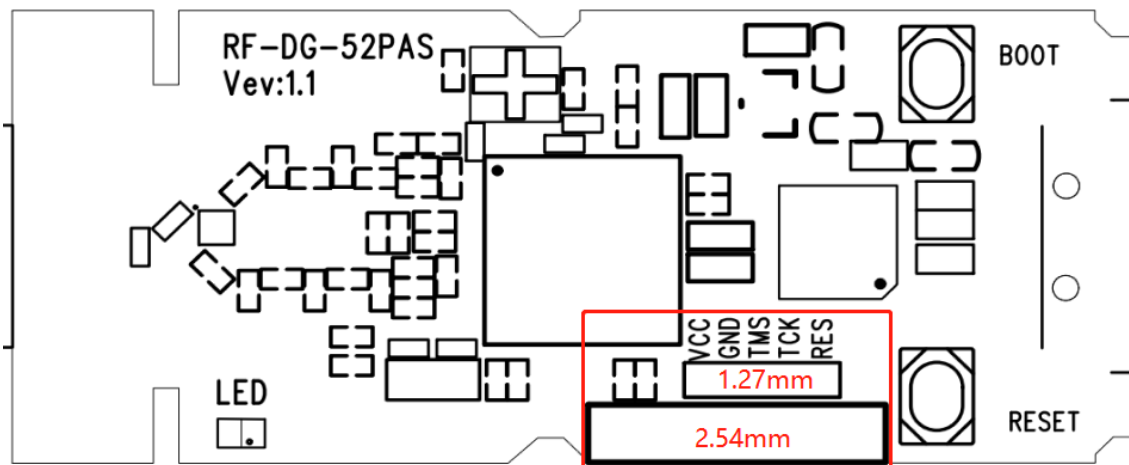 RF-DG-52PAS
Vev:1.1
BOOT
VCC
GND
TMS
TCK
RES
1.27mm
LED
RESET
2.54mm